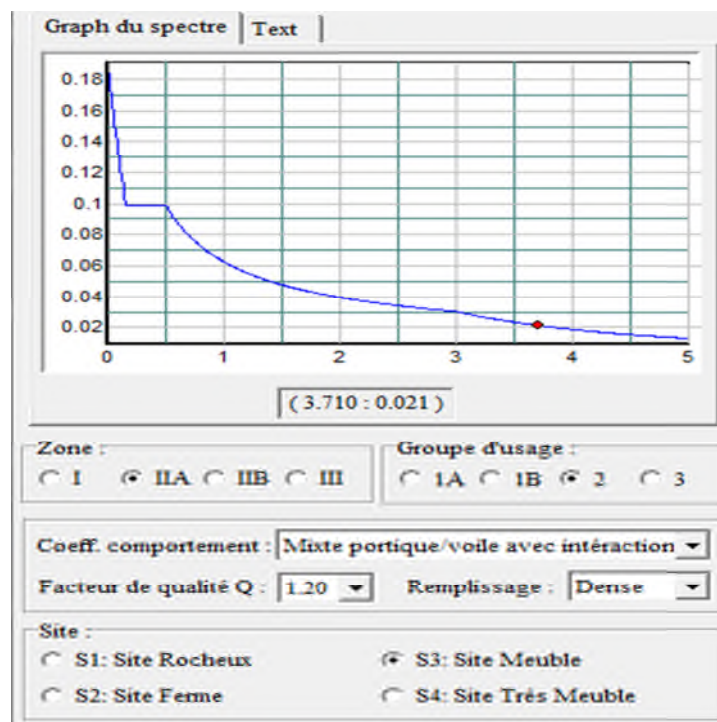 Graph du spectre Text
0.18
0.16
0.14
0.12
0.1
0.08
0.06
0.04
0.02
0 1 2 3 4 5
( 3.710 : 0.021 )
Zone : Groupe d'usage :
I IIA IIB III 1A 1B 2 3
Coeff. comportement : Mixte portique/voile avec intéraction
Facteur de qualité Q : 1.20 Remplissage : Dense
Site :
S1: Site Rocheux S3: Site Meuble
S2: Site Ferme S4: Site Trés Meuble